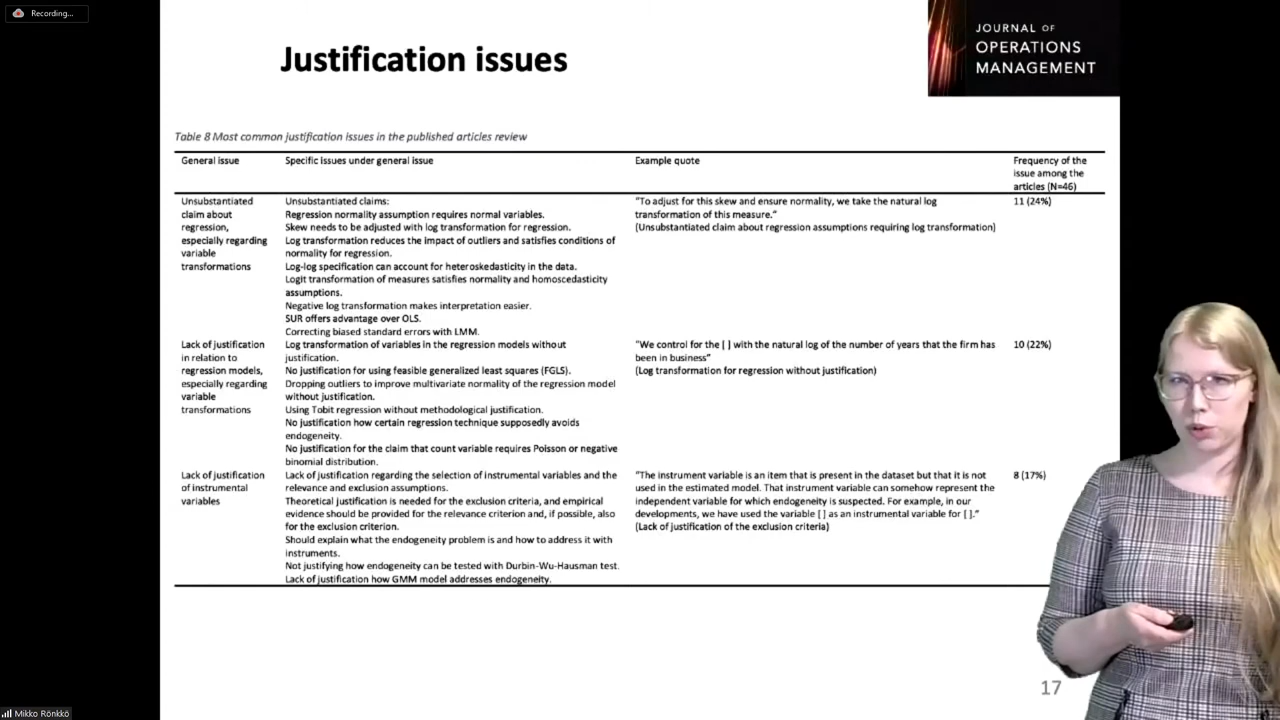 Recording...
JOURNAL OF
OPERATIONS
MANAGEMENT
Justification issues
Table 8 Most common justification issues in the published articles review
General issue
Specific issues under general issue
Example quote
Frequency of the
issue among the
articles (N=46)
Unsubstantiated
claim about
regression,
especially regarding
variable
transformations
Unsubstantiated claims:
Regression normality assumption requires normal variables.
Skew needs to be adjusted with log transformation for regression.
Log transformation reduces the impact of outliers and satisfies conditions of
normality for regression.
Log-log specification can account for heteroskedasticity in the data.
Logit transformation of measures satisfies normality and homoscedasticity
assumptions.
Negative log transformation makes interpretation easier.
SUR offers advantage over OLS.
Correcting biased standard errors with LMM.
"To adjust for this skew and ensure normality, we take the natural log
transformation of this measure."
(Unsubstantiated claim about regression assumptions requiring log transformation)
11 (24%)
Lack of justification
in relation to
regression models,
especially regarding
variable
transformations
Log transformation of variables in the regression models without
justification.
No justification for using feasible generalized least squares (FGLS).
Dropping outliers to improve multivariate normality of the regression model
without justification.
Using Tobit regression without methodological justification.
No justification how certain regression technique supposedly avoids
endogeneity.
No justification for the claim that count variable requires Poisson or negative
binomial distribution.
"We control for the [ ] with the natural log of the number of years that the firm has
been in business"
(Log transformation for regression without justification)
10 (22%)
Lack of justification
of instrumental
variables
Lack of justification regarding the selection of instrumental variables and the
relevance and exclusion assumptions.
Theoretical justification is needed for the exclusion criteria, and empirical
evidence should be provided for the relevance criterion and, if possible, also
for the exclusion criterion.
Should explain what the endogeneity problem is and how to address it with
instruments.
Not justifying how endogeneity can be tested with Durbin-Wu-Hausman test.
Lack of justification how GMM model addresses endogeneity.
"The instrument variable is an item that is present in the dataset but that it is not
used in the estimated model. That instrument variable can somehow represent the
independent variable for which endogeneity is suspected. For example, in our
developments, we have used the variable [ ] as an instrumental variable for [ ]."
(Lack of justification of the exclusion criteria)
8 (17%)
17
Mikko Rönkkö